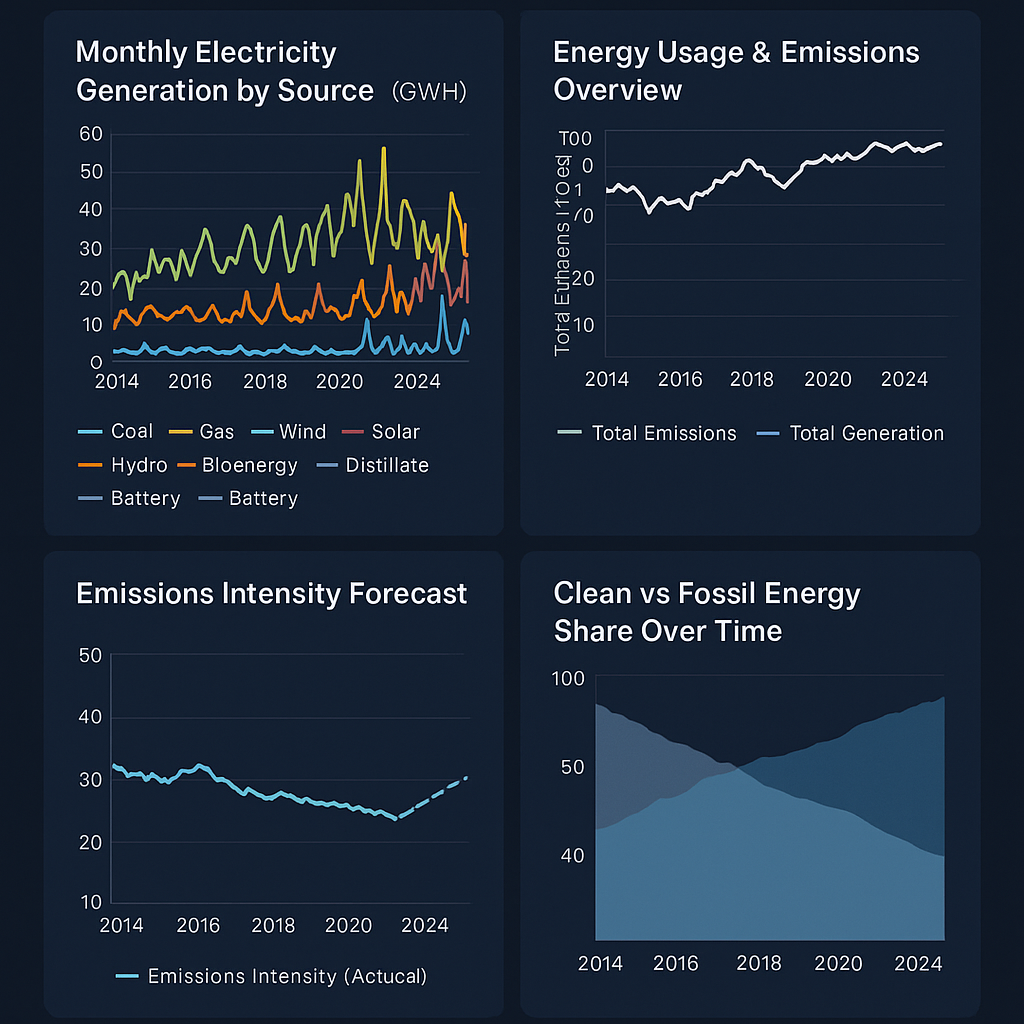 Monthly Electricity
Generation by Source (GWH)
60
50
40
30
20
10
0
2014 2016 2018 2020 2024
Coal Gas Wind Solar
Hydro Bloenergy Distillate
Battery Battery
Energy Usage & Emissions
Overview
T00
0
1
70
20
10
2014 2016 2018 2020 2024
Total Emissions Total Generation
Emissions Intensity Forecast
50
40
30
20
10
2014 2016 2018 2020 2024
Emissions Intensity (Actucal)
Clean vs Fossil Energy
Share Over Time
100
50
40
2014 2016 2018 2020 2024